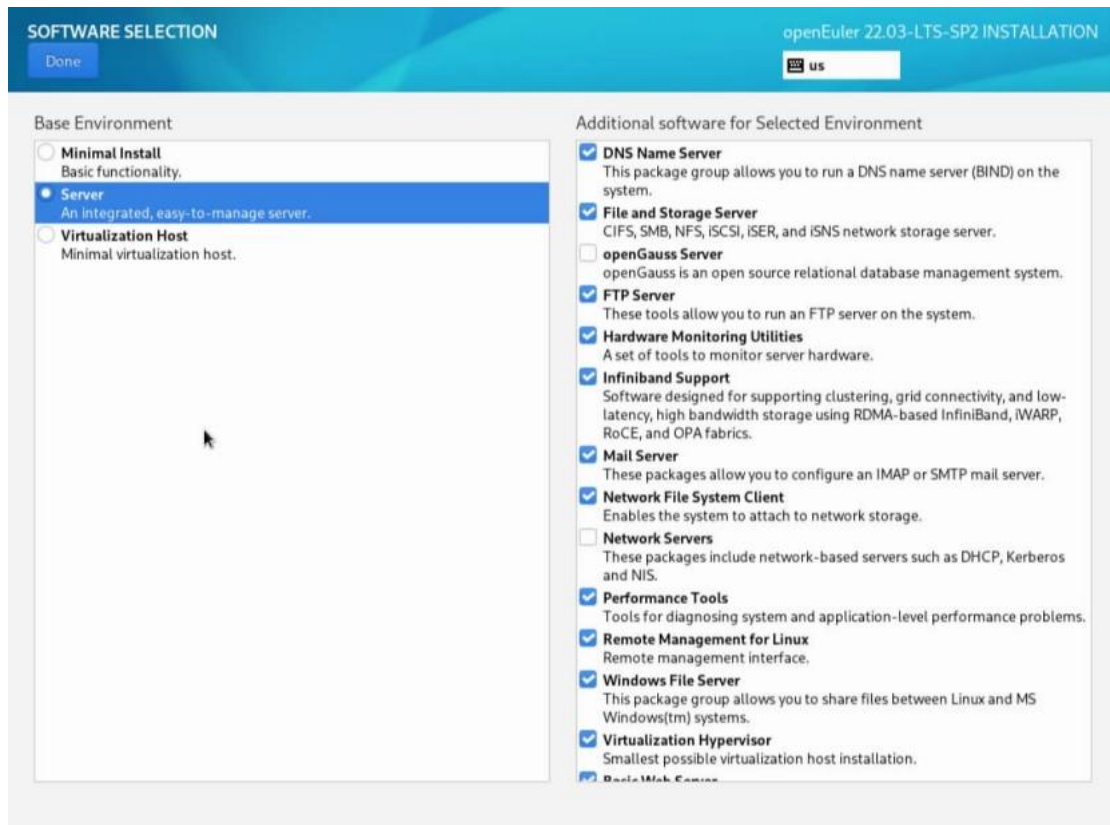 SOFTWARE SELECTION
Done
openEuler 22.03-LTS-SP2 INSTALLATION
us
Base Environment
Minimal Install
Basic functionality.
Server
An integrated, easy-to-manage server.
Virtualization Host
Minimal virtualization host.
Additional software for Selected Environment
DNS Name Server
This package group allows you to run a DNS name server (BIND) on the
system.
File and Storage Server
CIFS, SMB, NFS, iSCSI, iSER, and iSNS network storage server.
openGauss Server
openGauss is an open source relational database management system.
FTP Server
These tools allow you to run an FTP server on the system.
Hardware Monitoring Utilities
A set of tools to monitor server hardware.
Infiniband Support
Software designed for supporting clustering, grid connectivity, and low-
latency, high bandwidth storage using RDMA-based InfiniBand, iWARP,
RoCE, and OPA fabrics.
Mail Server
These packages allow you to configure an IMAP or SMTP mail server.
Network File System Client
Enables the system to attach to network storage.
Network Servers
These packages include network-based servers such as DHCP, Kerberos
and NIS.
Performance Tools
Tools for diagnosing system and application-level performance problems.
Remote Management for Linux
Remote management interface.
Windows File Server
This package group allows you to share files between Linux and MS
Windows(tm) systems.
Virtualization Hypervisor
Smallest possible virtualization host installation.
Basic Web Server